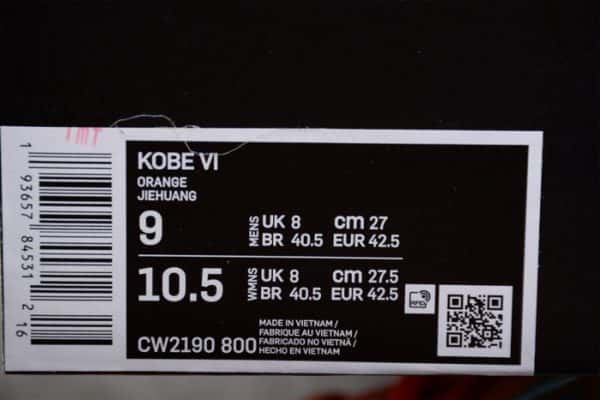 TMT
KOBE VI
ORANGE
JIEHUANG
9 MENS UK 8 cm 27
BR 40.5 EUR 42.5
10.5 WMNS UK 8 cm 27.5
BR 40.5 EUR 42.5
CW2190 800
MADE IN VIETNAM /
FABRIQUE AU VIETNAM /
FABRICADO NO VIETNÃ /
HECHO EN VIETNAM
1 93657 84531 2 16